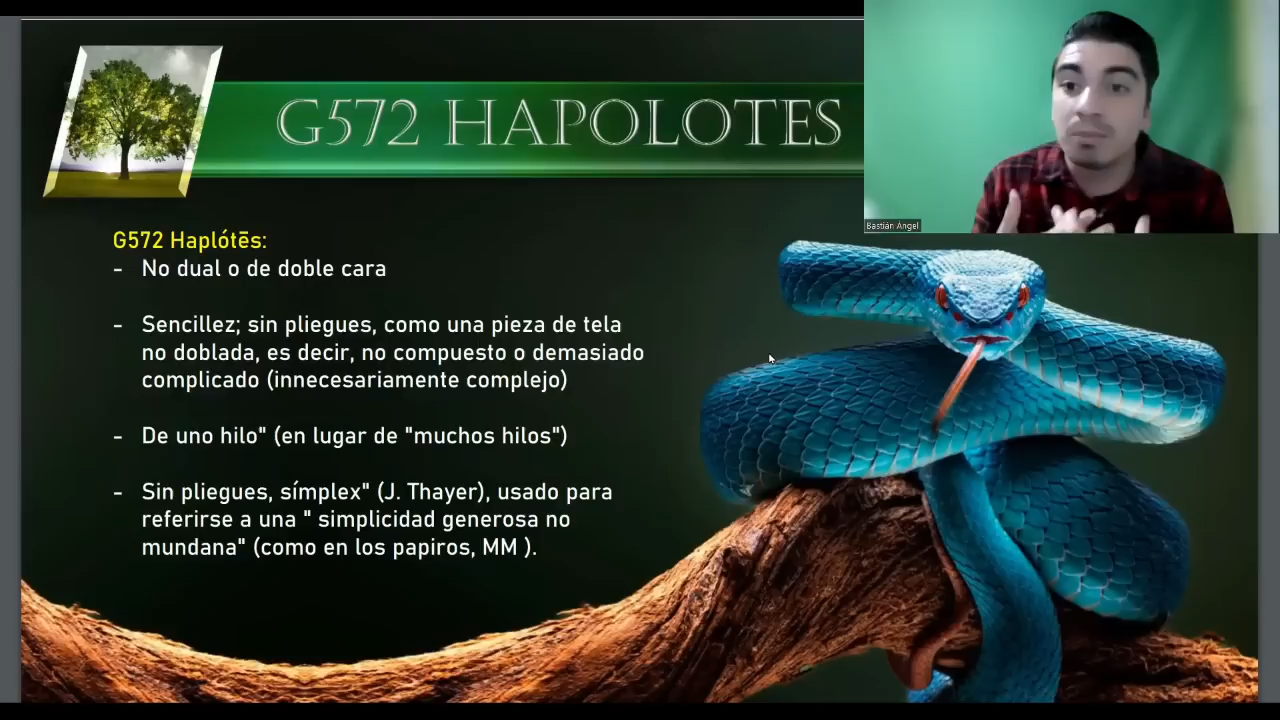 G572 HAPOLOTES
Bastián Ángel
G572 Haplótēs:
- No dual o de doble cara
- Sencillez; sin pliegues, como una pieza de tela
no doblada, es decir, no compuesto o demasiado
complicado (innecesariamente complejo)
- De uno hilo" (en lugar de "muchos hilos")
- Sin pliegues, símplex" (J. Thayer), usado para
referirse a una " simplicidad generosa no
mundana" (como en los papiros, MM ).